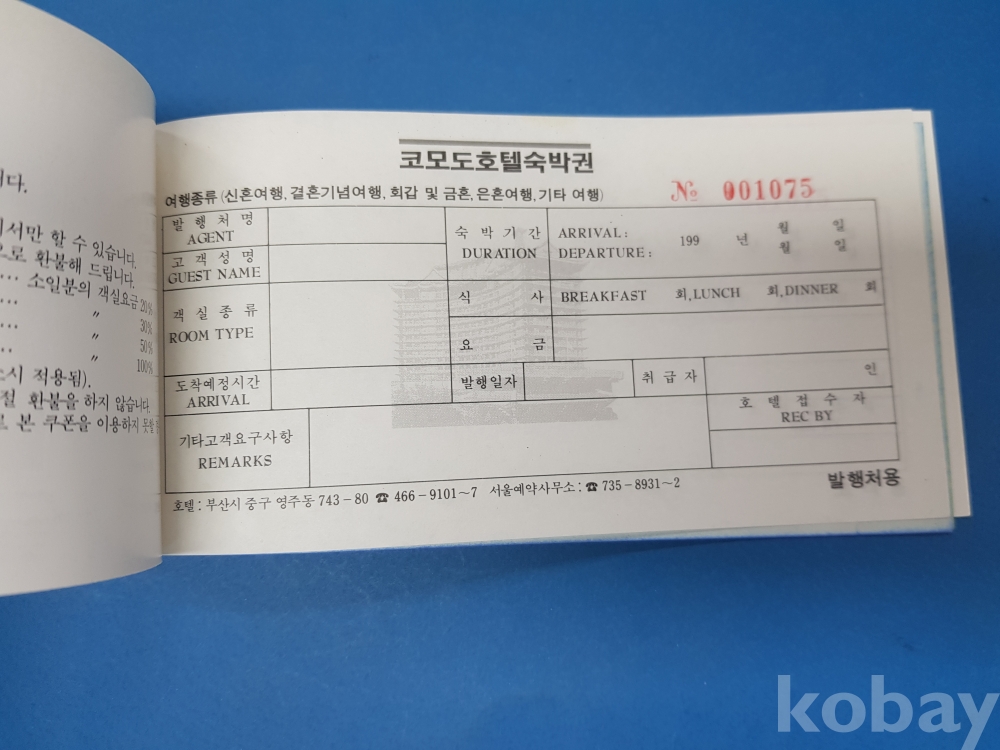 니다.
서만 할 수 있습니다.
으로 환불해 드립니다.
… 소일분의 객실요금 20%
… 〃 30%
… 〃 50%
… 〃 100%
시 적용됨).
절 환불을 하지 않습니다.
본 쿠폰을 이용하지 못할
코모도호텔숙박권
여행종류 (신혼여행, 결혼기념여행, 회갑 및 금혼, 은혼여행, 기타 여행)
№ 001075
발행처명
AGENT
숙박기간
DURATION
ARRIVAL: 199 년 월 일
DEPARTURE: 월 일
고객성명
GUEST NAME
객실종류
ROOM TYPE
식 사
BREAKFAST 회, LUNCH 회, DINNER 회
요 금
도착예정시간
ARRIVAL
발행일자
취급자
인
기타고객요구사항
REMARKS
호텔접수자
REC BY
호텔 : 부산시 중구 영주동 743-80 ☎ 466-9101~7 서울예약사무소 : ☎ 735-8931~2
발행처용
kobay